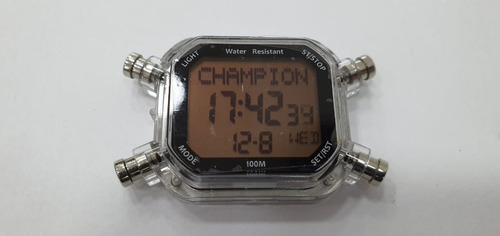 Water Resistant
LIGHT
ST/STOP
CHAMPION
17:42 39
12-8 WED
MODE
100M
SET/RST